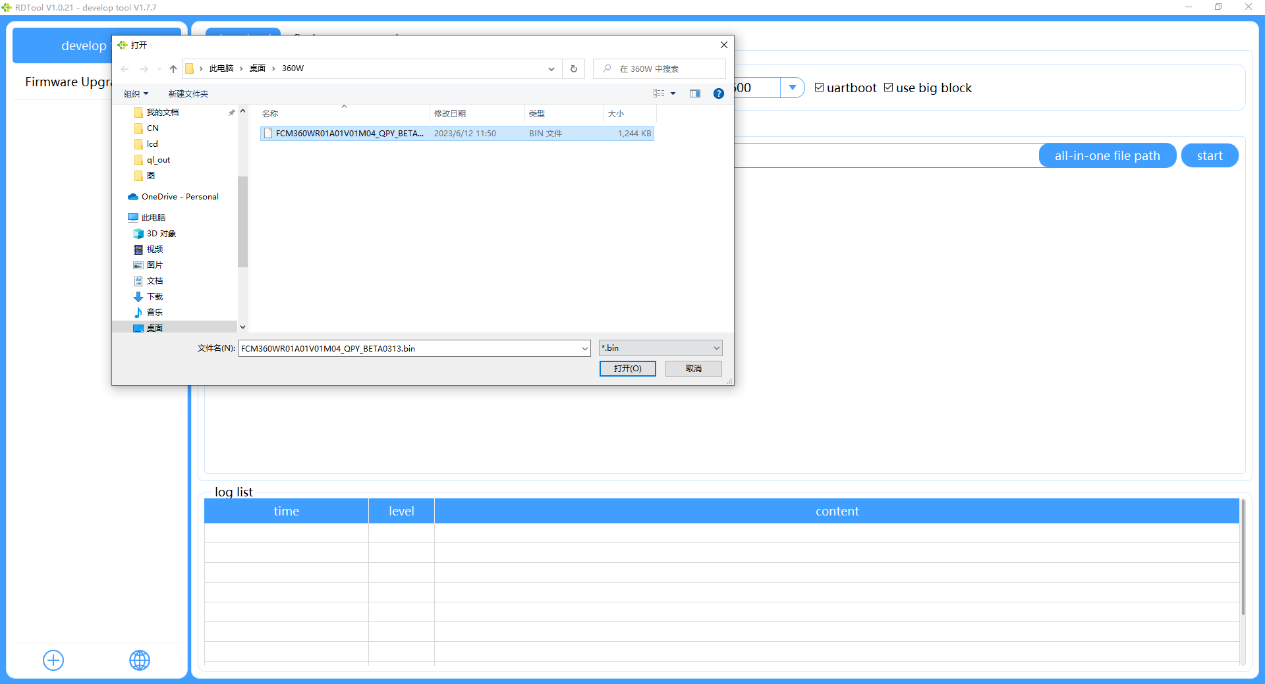 RDTool V1.0.21 - develop tool V1.7.7
develop
Firmware Upgra
打开
此电脑 › 桌面 › 360W
在 360W 中搜索
组织
新建文件夹
我的文档
CN
lcd
ql_out
图
OneDrive - Personal
此电脑
3D 对象
视频
图片
文档
下载
音乐
桌面
名称 修改日期 类型 大小
FCM360WR01A01V01M04_QPY_BETA... 2023/6/12 11:50 BIN 文件 1,244 KB
文件名(N): FCM360WR01A01V01M04_QPY_BETA0313.bin *.bin
打开(O) 取消
uartboot use big block
all-in-one file path start
log list
time level content